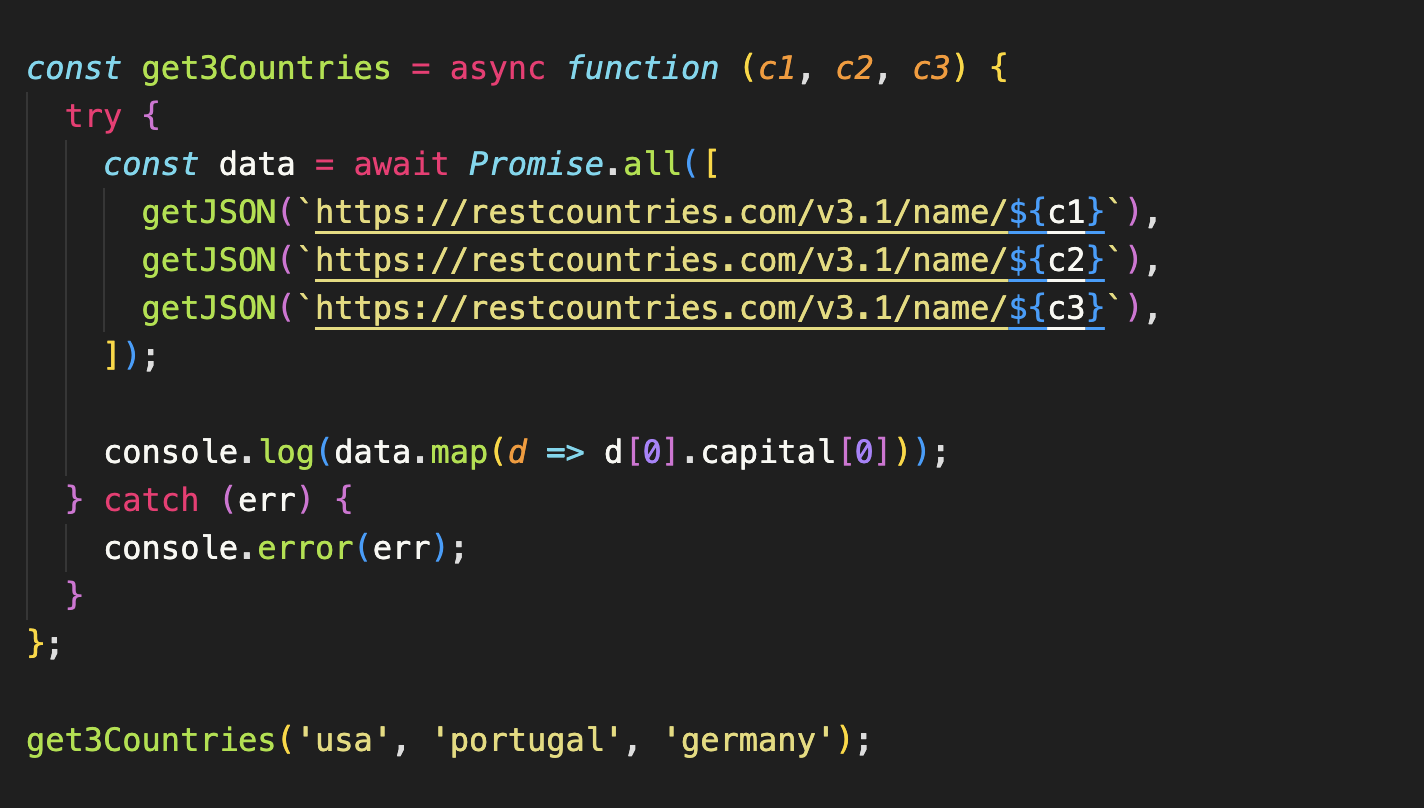 const get3Countries = async function (c1, c2, c3) {
  try {
    const data = await Promise.all([
      getJSON(`https://restcountries.com/v3.1/name/${c1}`),
      getJSON(`https://restcountries.com/v3.1/name/${c2}`),
      getJSON(`https://restcountries.com/v3.1/name/${c3}`),
    ]);

    console.log(data.map(d => d[0].capital[0]));
  } catch (err) {
    console.error(err);
  }
};

get3Countries('usa', 'portugal', 'germany');